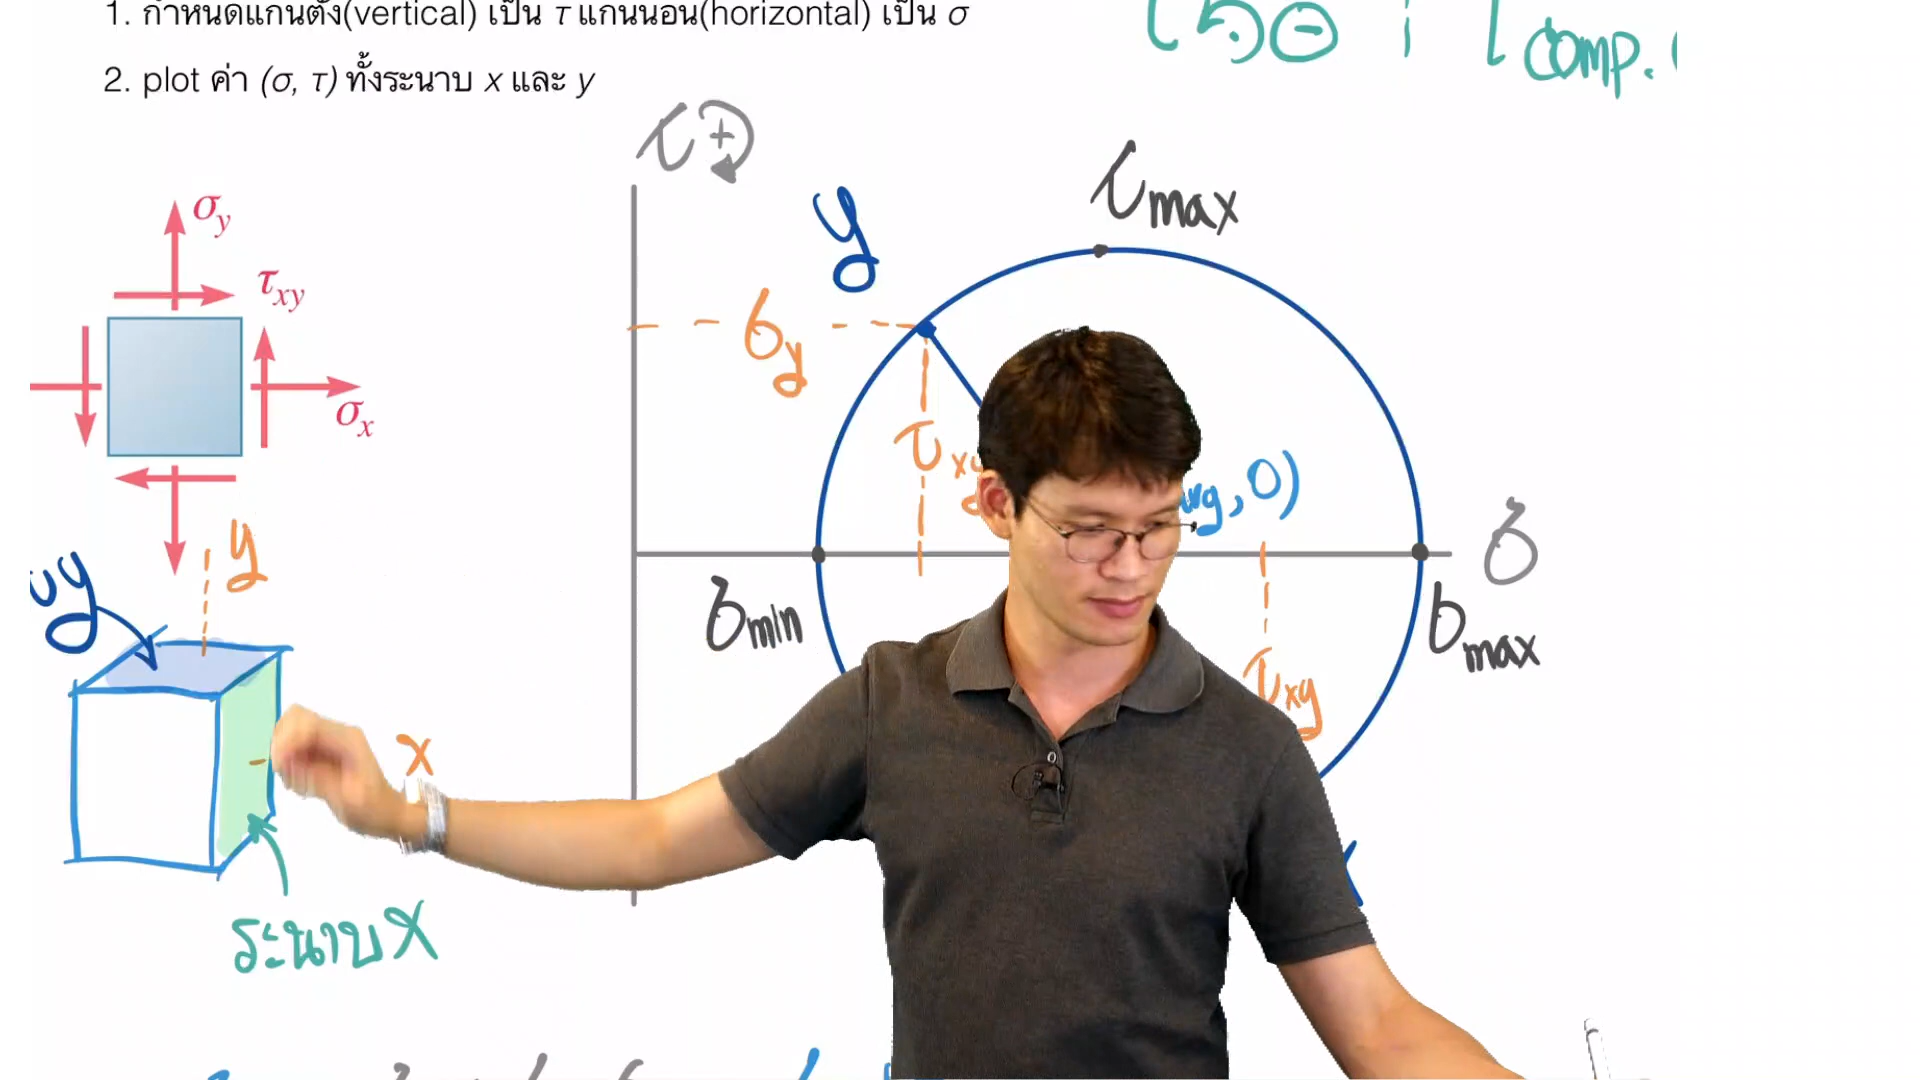 1. กำหนดแกนตั้ง(vertical) เป็น τ แกนนอน(horizontal) เป็น σ
2. plot ค่า (σ, τ) ทั้งระนาบ x และ y
comp.
τ +
τmax
y
σy
τxy
σy
τxy
σx
avg, 0)
σ
σmin
σmax
τxy
y
y
x
ระนาบ x